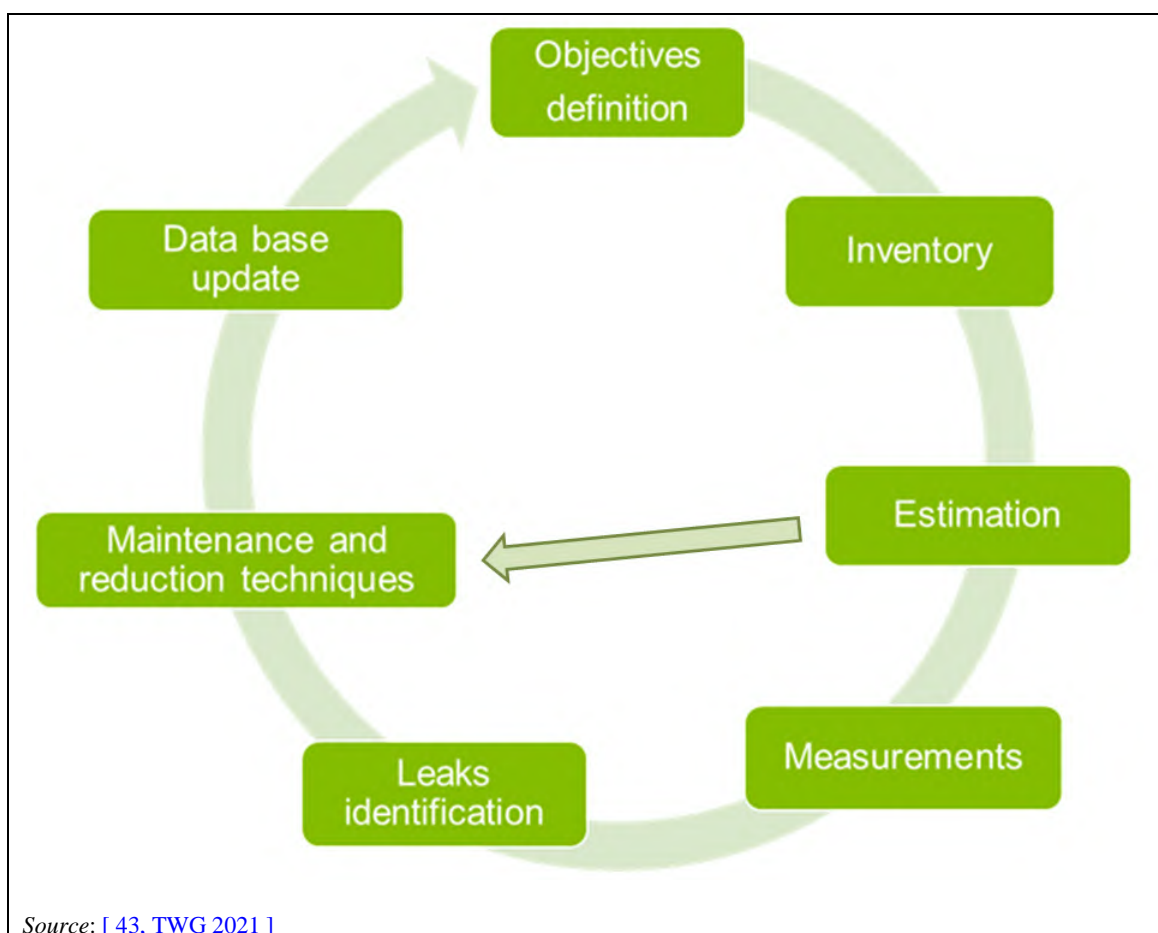 Objectives
definition
Inventory
Estimation
Measurements
Leaks
identification
Maintenance and
reduction techniques
Data base
update
Source: [ 43, TWG 2021 ]